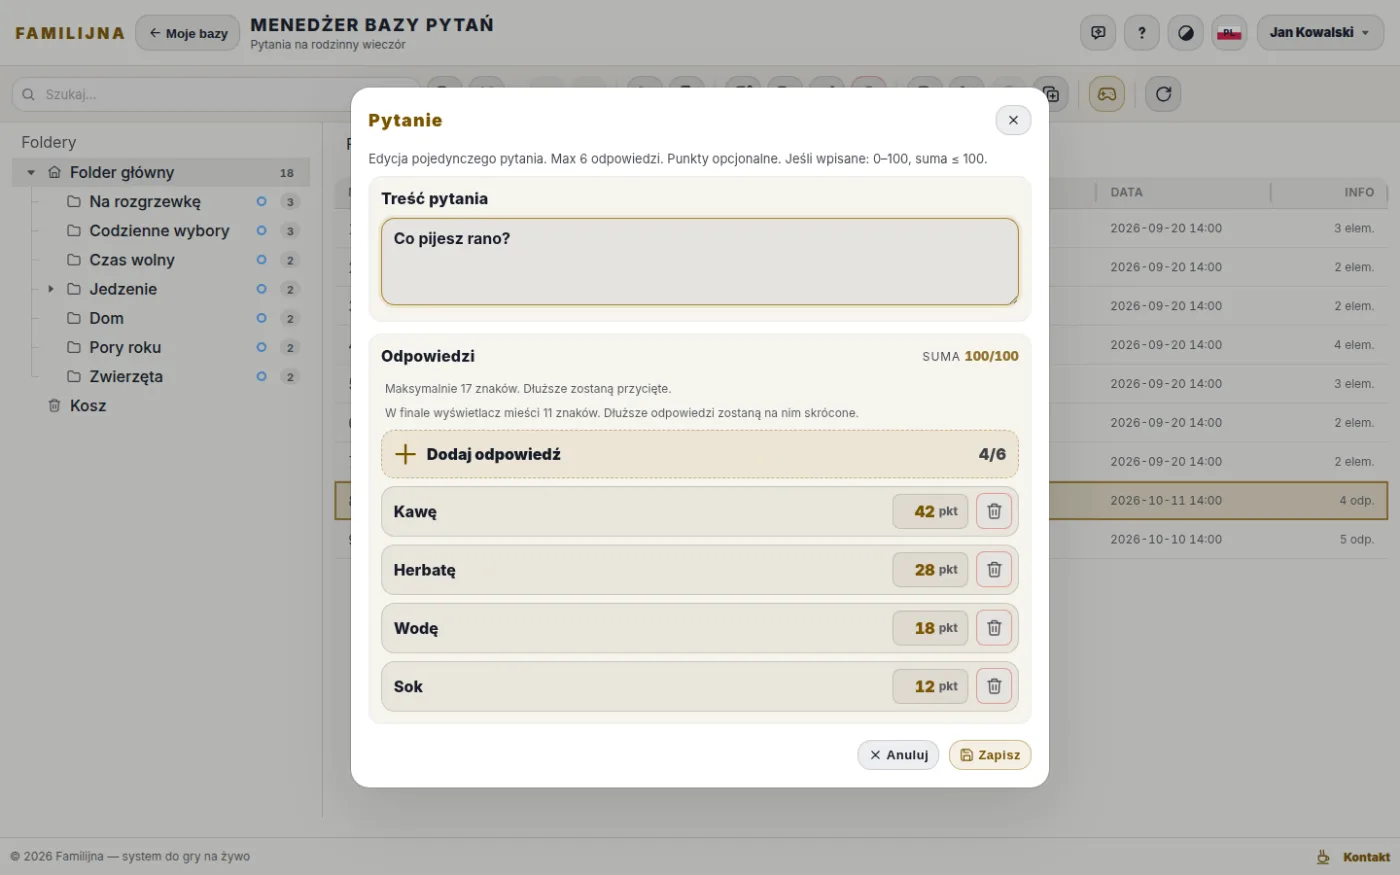 FAMILIJNA
← Moje bazy
MENEDŻER BAZY PYTAŃ
Pytania na rodzinny wieczór
?
PL
Jan Kowalski
Szukaj...
Foldery
Folder główny 18
Na rozgrzewkę 3
Codzienne wybory 3
Czas wolny 2
Jedzenie 2
Dom 2
Pory roku 2
Zwierzęta 2
Kosz
DATA INFO
2026-09-20 14:00 3 elem.
2026-09-20 14:00 2 elem.
2026-09-20 14:00 2 elem.
2026-09-20 14:00 4 elem.
2026-09-20 14:00 3 elem.
2026-09-20 14:00 2 elem.
2026-09-20 14:00 2 elem.
2026-10-11 14:00 4 odp.
2026-10-10 14:00 5 odp.
Pytanie
Edycja pojedynczego pytania. Max 6 odpowiedzi. Punkty opcjonalne. Jeśli wpisane: 0–100, suma ≤ 100.
Treść pytania
Co pijesz rano?
Odpowiedzi SUMA 100/100
Maksymalnie 17 znaków. Dłuższe zostaną przycięte.
W finale wyświetlacz mieści 11 znaków. Dłuższe odpowiedzi zostaną na nim skrócone.
Dodaj odpowiedź 4/6
Kawę 42 pkt
Herbatę 28 pkt
Wodę 18 pkt
Sok 12 pkt
Anuluj
Zapisz
© 2026 Familijna — system do gry na żywo
Kontakt